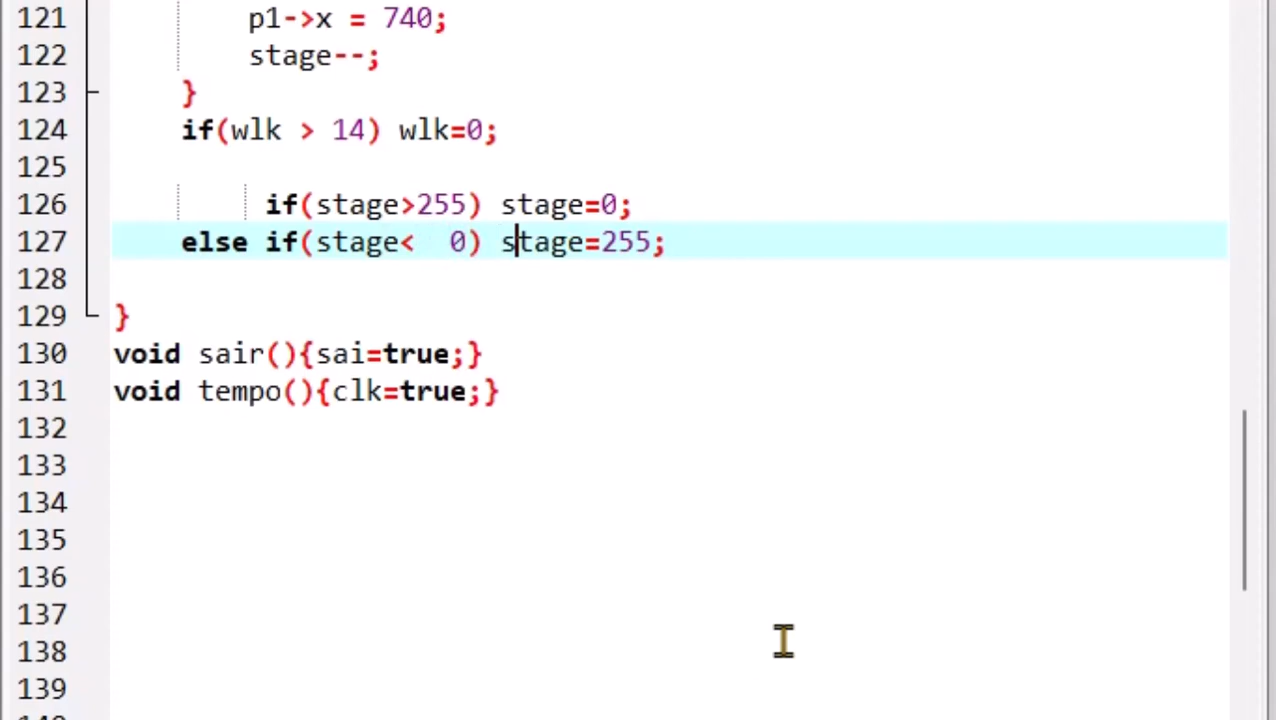 121 p1->x = 740;
122 stage--;
123 }
124 if(wlk > 14) wlk=0;
125
126 if(stage>255) stage=0;
127 else if(stage<  0) stage=255;
128
129 }
130 void sair(){sai=true;}
131 void tempo(){clk=true;}
132
133
134
135
136
137
138
139